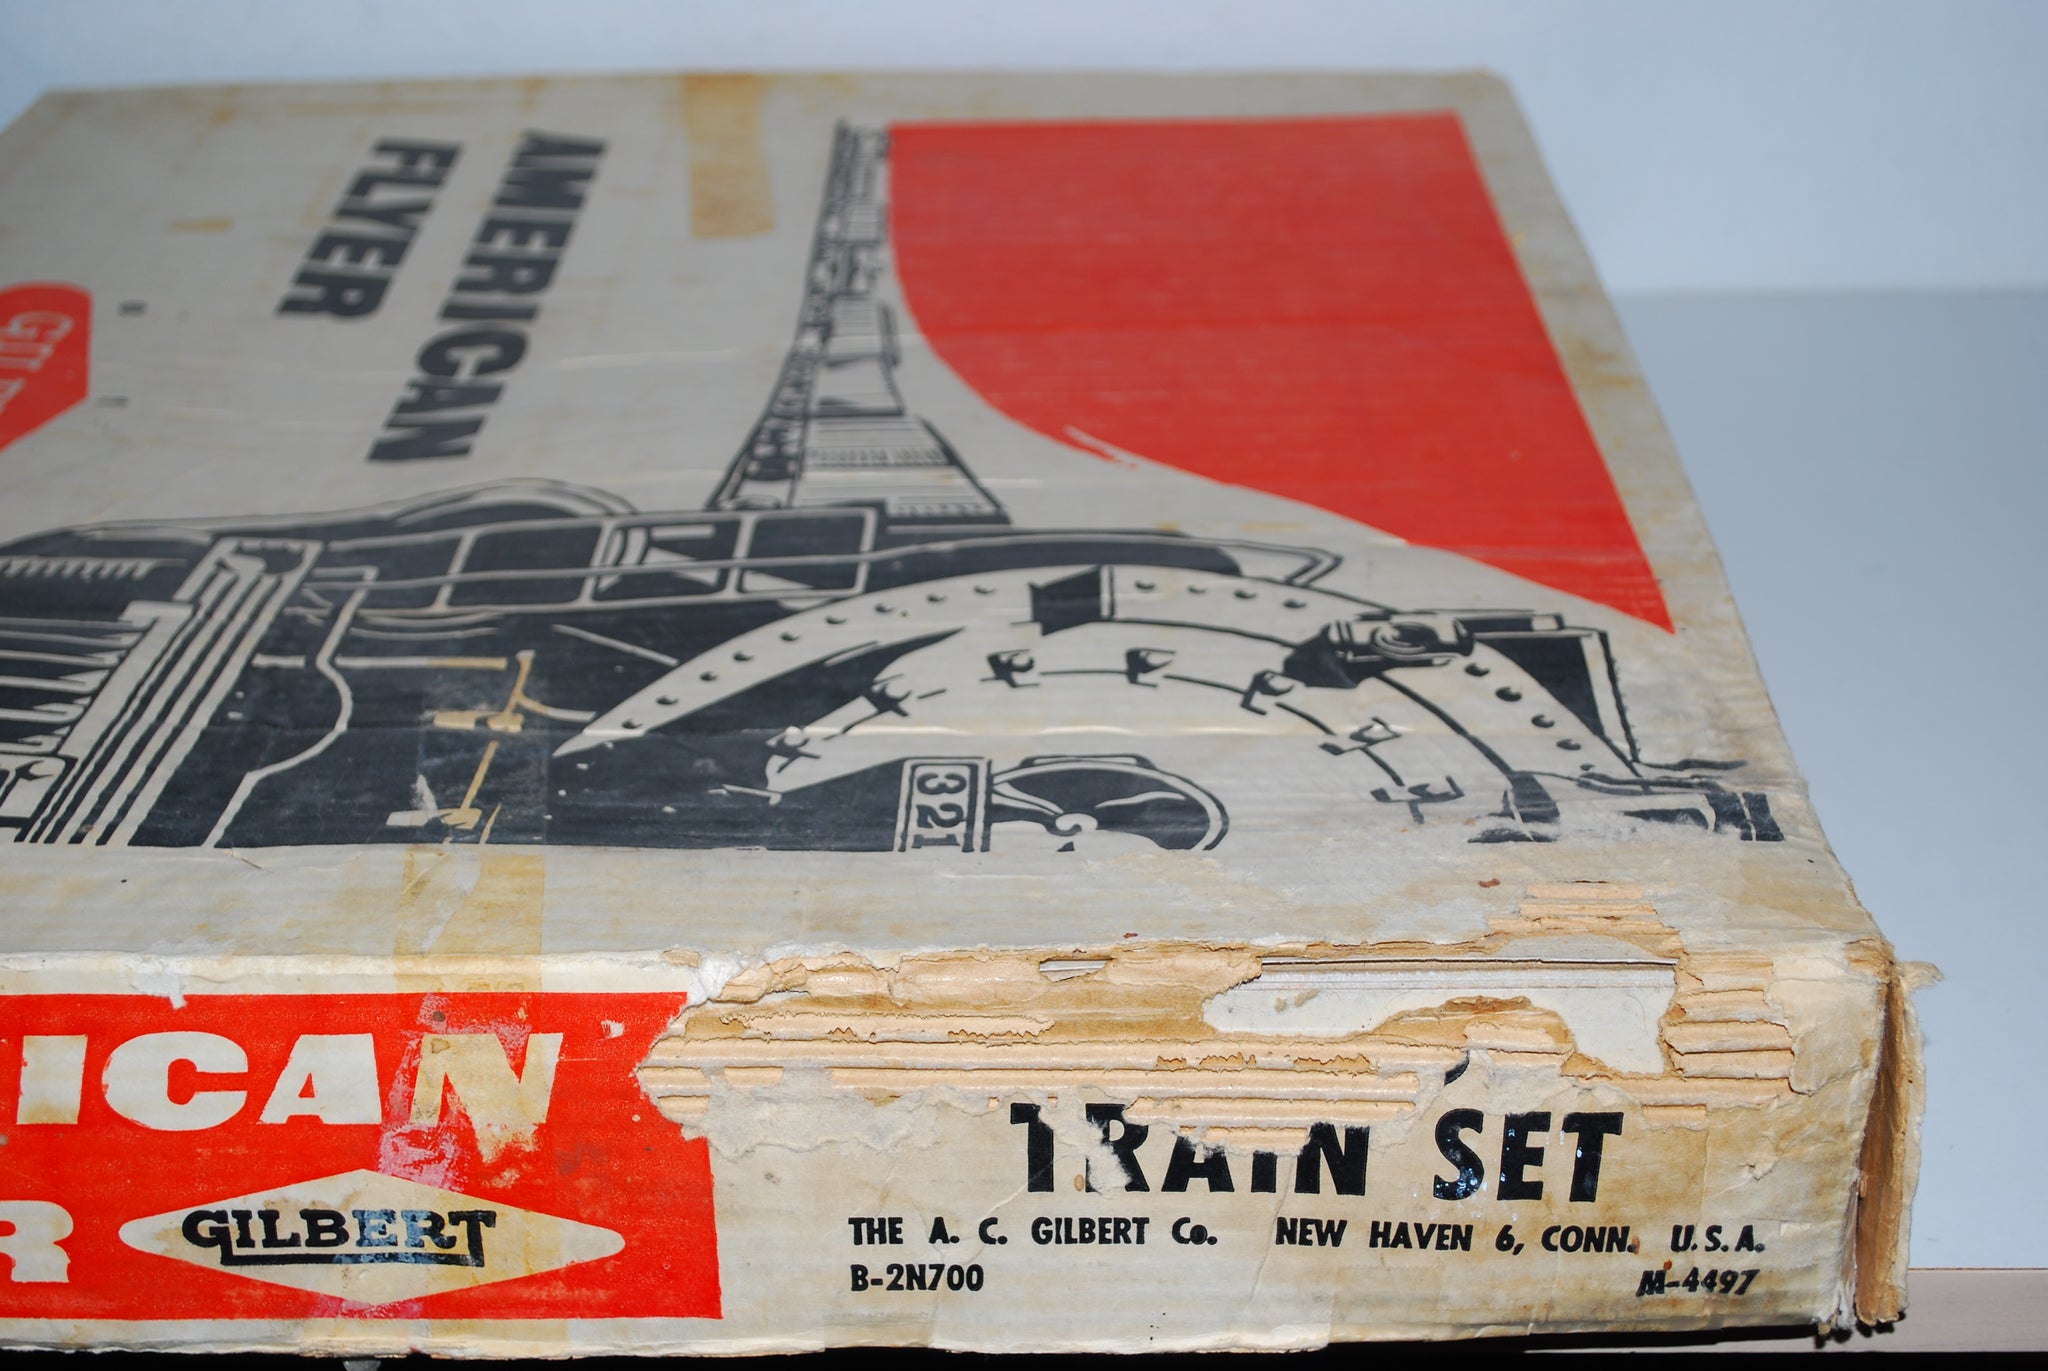 AMERICAN
FLYER
321
ICAN
R
GILBERT
TRAIN SET
THE A. C. GILBERT Co. NEW HAVEN 6, CONN. U.S.A.
B-2N700 M-4497